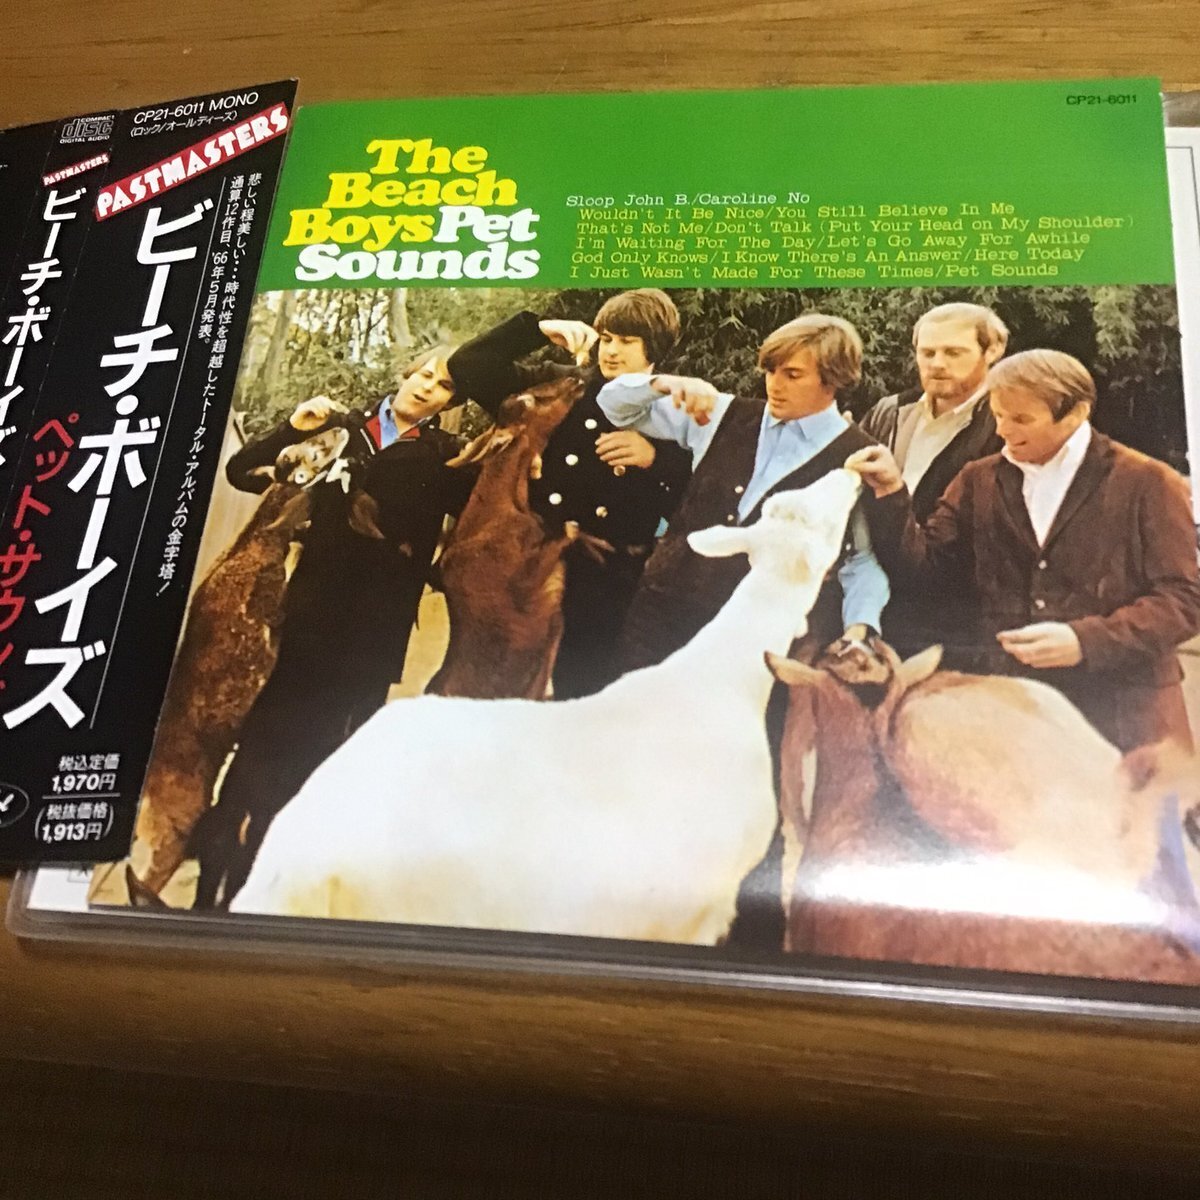 CP21-6011 MONO
(ロック/オールディーズ)
PASTMASTERS
COMPACT
disc
DIGITAL AUDIO
PASTMASTERS
ビーチ・ボーイズ
ペット・サウン
ビーチ・ボーイズ
悲しい程美しい…時代性を超越したトータル・アルバムの金字塔!
通算12作目、'66年5月発表。
税込定価
1,970円
(税抜価格
1,913円)
CP21-6011
The
Beach
Boys Pet
Sounds
Sloop John B./Caroline No
Wouldn't It Be Nice/You Still Believe In Me
That's Not Me/Don't Talk (Put Your Head on My Shoulder)
I'm Waiting For The Day/Let's Go Away For Awhile
God Only Knows/I Know There's An Answer/Here Today
I Just Wasn't Made For These Times/Pet Sounds